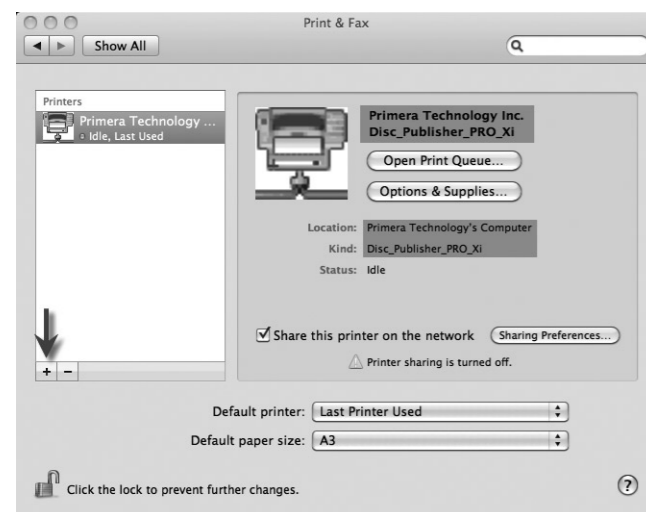 Print & Fax
Show All
Printers
Primera Technology ...
Idle, Last Used
+ −
Primera Technology Inc.
Disc_Publisher_PRO_Xi
Open Print Queue...
Options & Supplies...
Location: Primera Technology's Computer
Kind: Disc_Publisher_PRO_Xi
Status: Idle
Share this printer on the network Sharing Preferences...
Printer sharing is turned off.
Default printer: Last Printer Used
Default paper size: A3
Click the lock to prevent further changes.
?